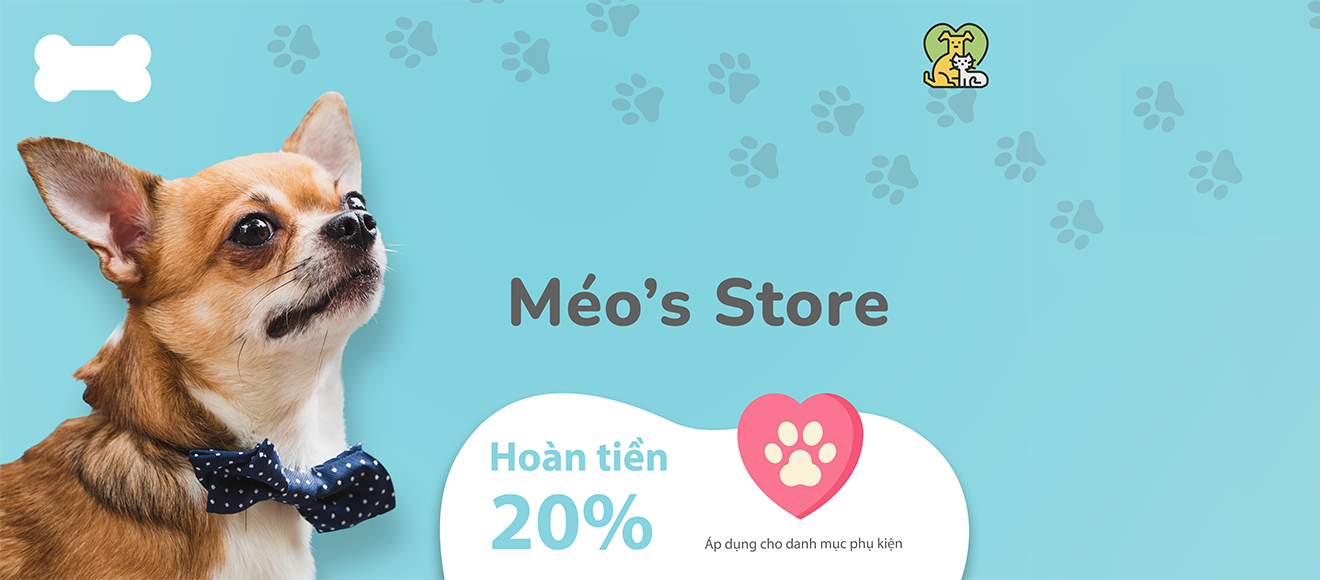 Méo’s Store
Hoàn tiền
20%
Áp dụng cho danh mục phụ kiện